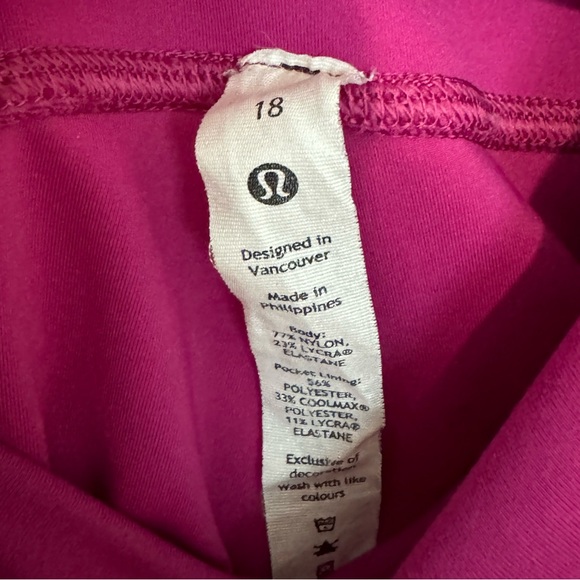 18
Designed in
Vancouver
Made in
Philippines
Body:
77% NYLON,
23% LYCRA®
ELASTANE
Pocket Lining:
56%
POLYESTER,
33% COOLMAX®
POLYESTER,
11% LYCRA®
ELASTANE
Exclusive of
decoration
Wash with like
colours